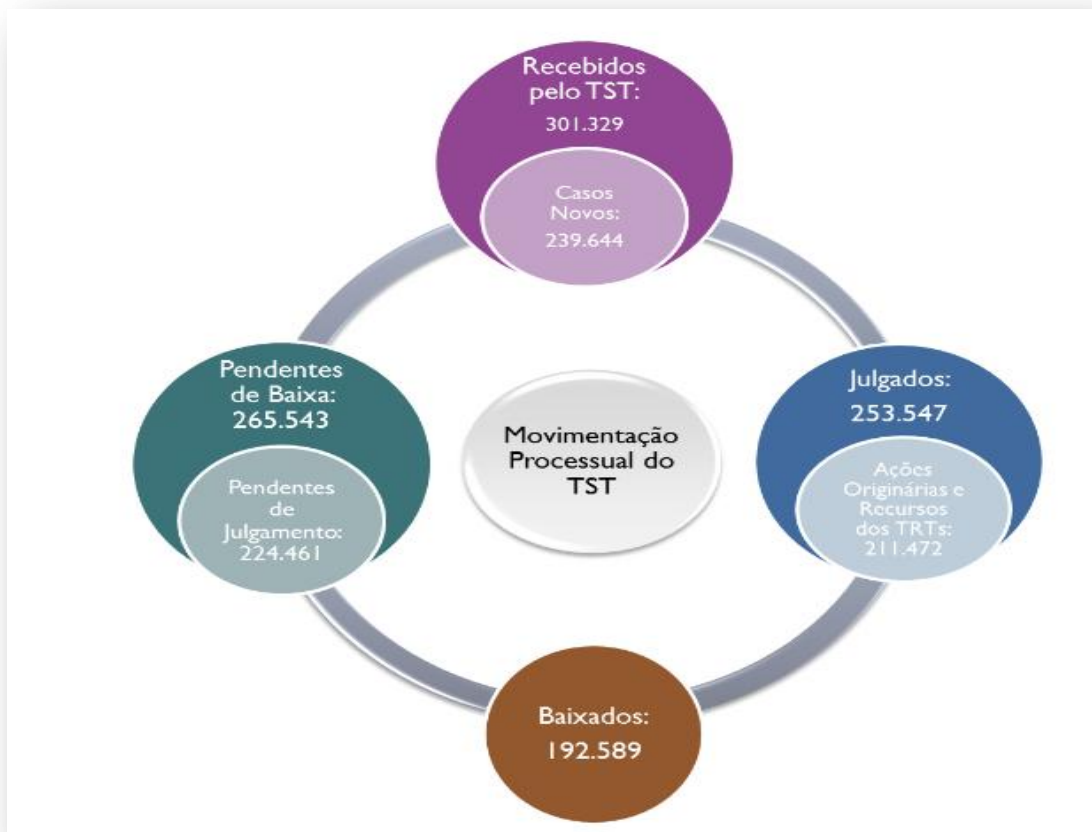 Recebidos
pelo TST:
301.329
Casos
Novos:
239.644
Julgados:
253.547
Ações
Originárias e
Recursos
dos TRTs:
211.472
Baixados:
192.589
Pendentes
de Baixa:
265.543
Pendentes
de
Julgamento:
224.461
Movimentação
Processual do
TST